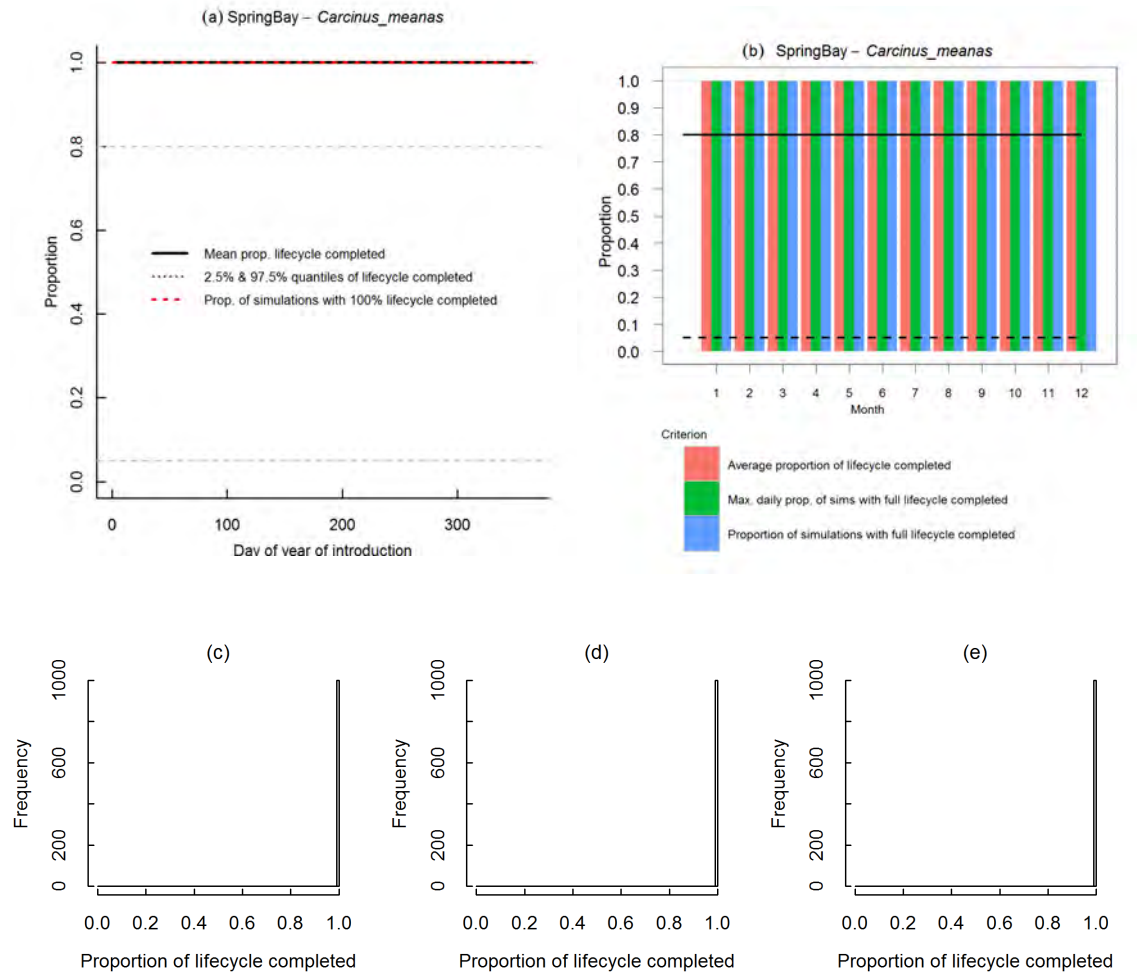 (a) SpringBay – Carcinus_meanas
Proportion
1.0
0.8
0.6
0.4
0.2
0.0
Mean prop. lifecycle completed
2.5% & 97.5% quantiles of lifecycle completed
Prop. of simulations with 100% lifecycle completed
0 100 200 300
Day of year of introduction
(b) SpringBay – Carcinus_meanas
Proportion
1.0
0.9
0.8
0.7
0.6
0.5
0.4
0.3
0.2
0.1
0.0
1 2 3 4 5 6 7 8 9 10 11 12
Month
Criterion
Average proportion of lifecycle completed
Max. daily prop. of sims with full lifecycle completed
Proportion of simulations with full lifecycle completed
(c)
Frequency
1000
600
200
0
0.0 0.2 0.4 0.6 0.8 1.0
Proportion of lifecycle completed
(d)
Frequency
1000
600
200
0
0.0 0.2 0.4 0.6 0.8 1.0
Proportion of lifecycle completed
(e)
Frequency
1000
600
200
0
0.0 0.2 0.4 0.6 0.8 1.0
Proportion of lifecycle completed